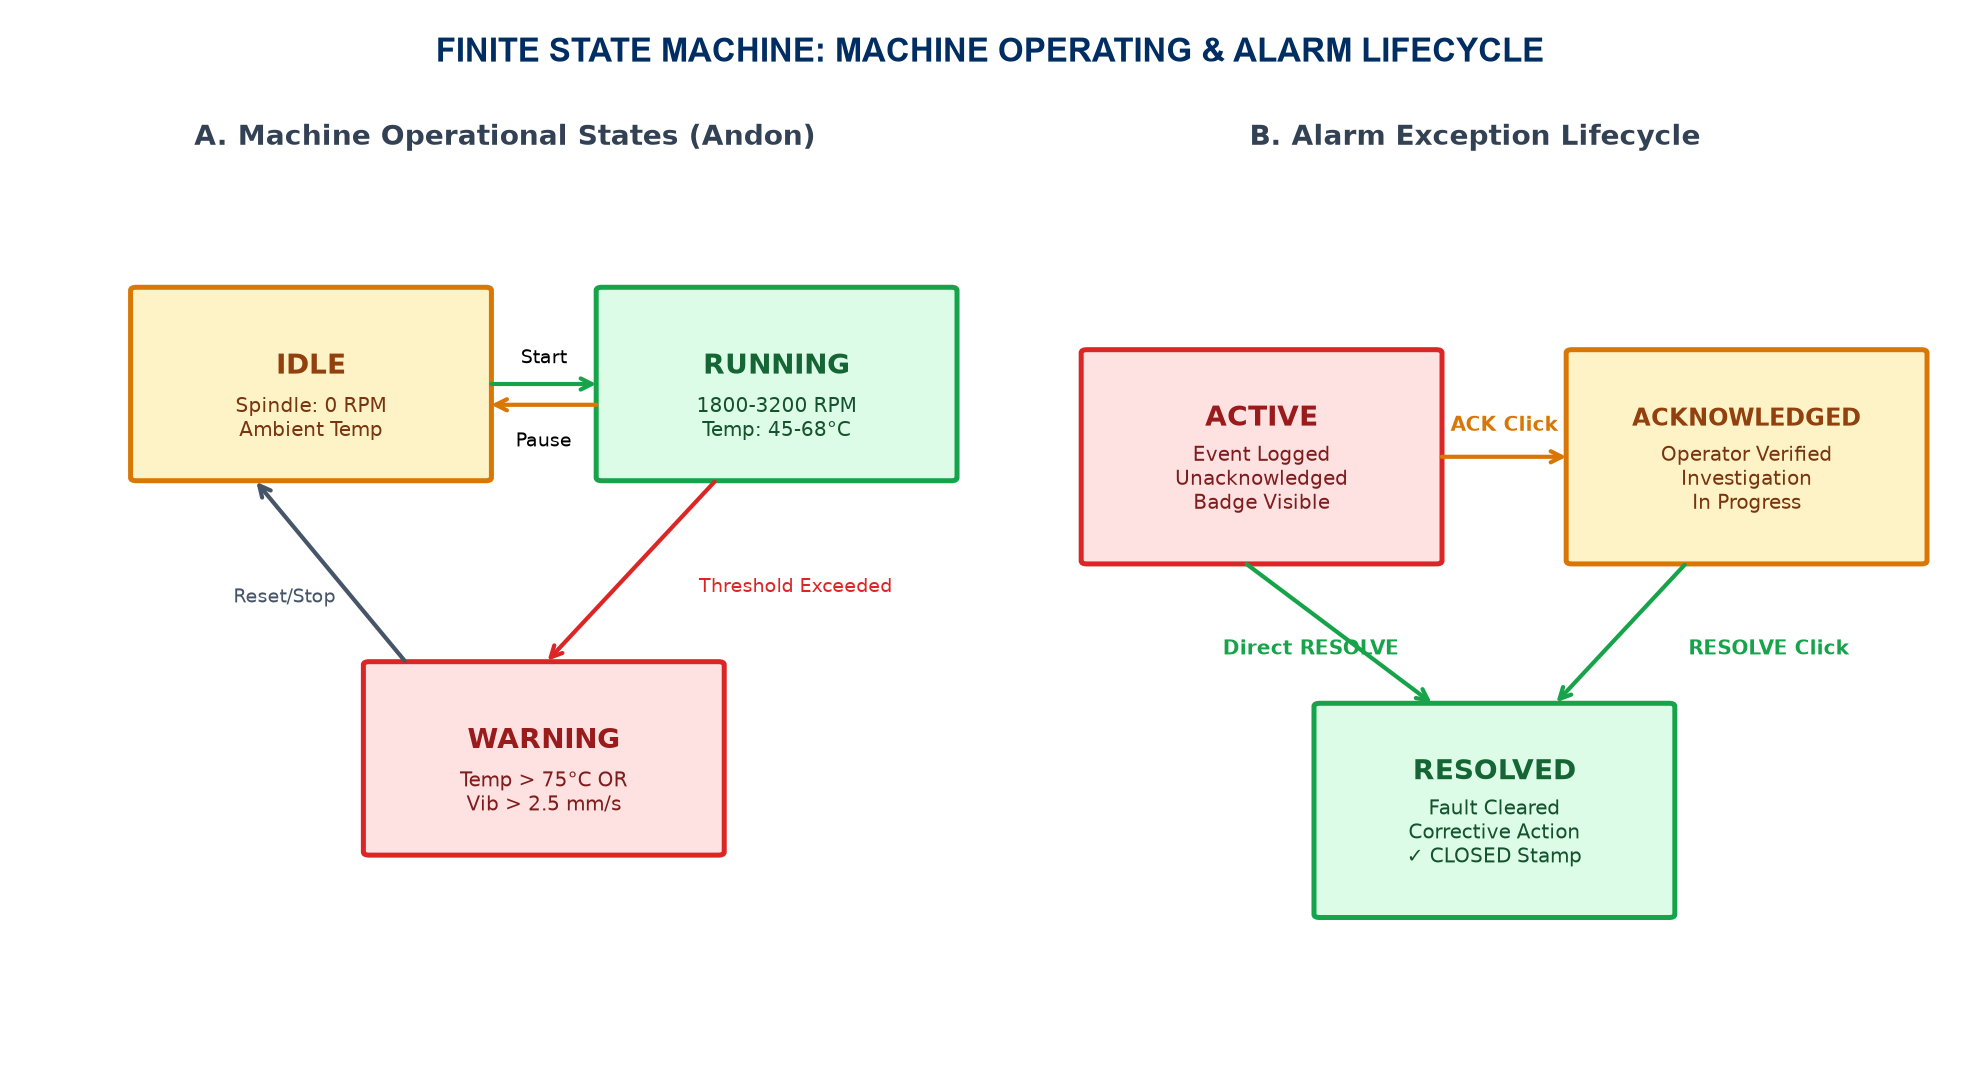 FINITE STATE MACHINE: MACHINE OPERATING & ALARM LIFECYCLE
A. Machine Operational States (Andon)
IDLE
Spindle: 0 RPM
Ambient Temp
Start
Pause
RUNNING
1800-3200 RPM
Temp: 45-68°C
Reset/Stop
Threshold Exceeded
WARNING
Temp > 75°C OR
Vib > 2.5 mm/s
B. Alarm Exception Lifecycle
ACTIVE
Event Logged
Unacknowledged
Badge Visible
ACK Click
ACKNOWLEDGED
Operator Verified
Investigation
In Progress
Direct RESOLVE
RESOLVE Click
RESOLVED
Fault Cleared
Corrective Action
✓ CLOSED Stamp